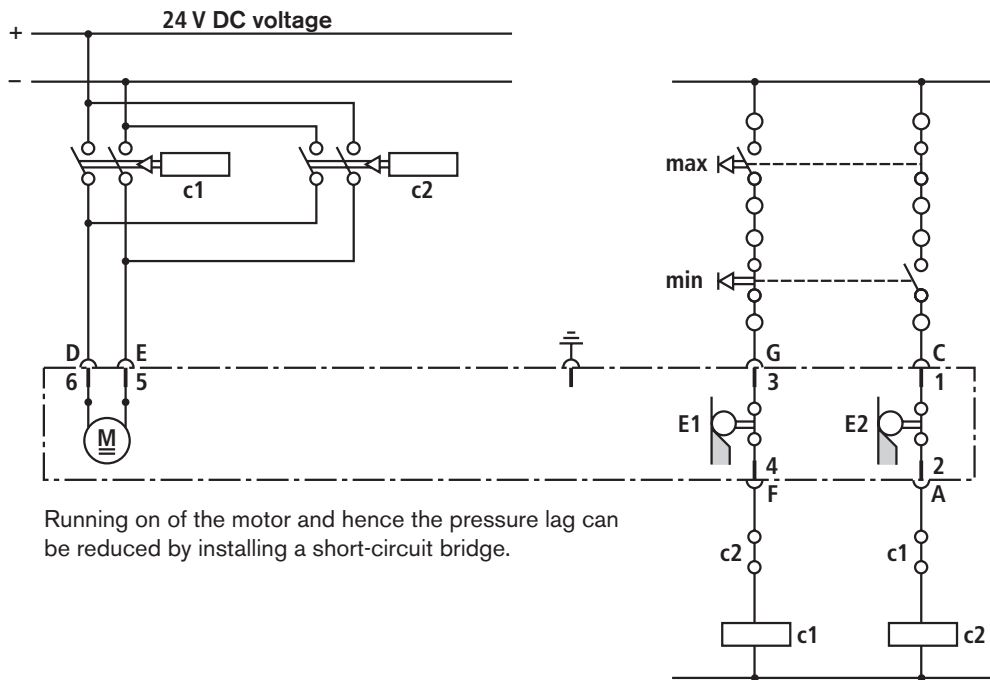 24 V DC voltage
+
−
c1
c2
max
min
D
E
G
C
6
5
3
1
E1
E2
M
4
2
F
A
Running on of the motor and hence the pressure lag can
be reduced by installing a short-circuit bridge.
c2
c1
c1
c2